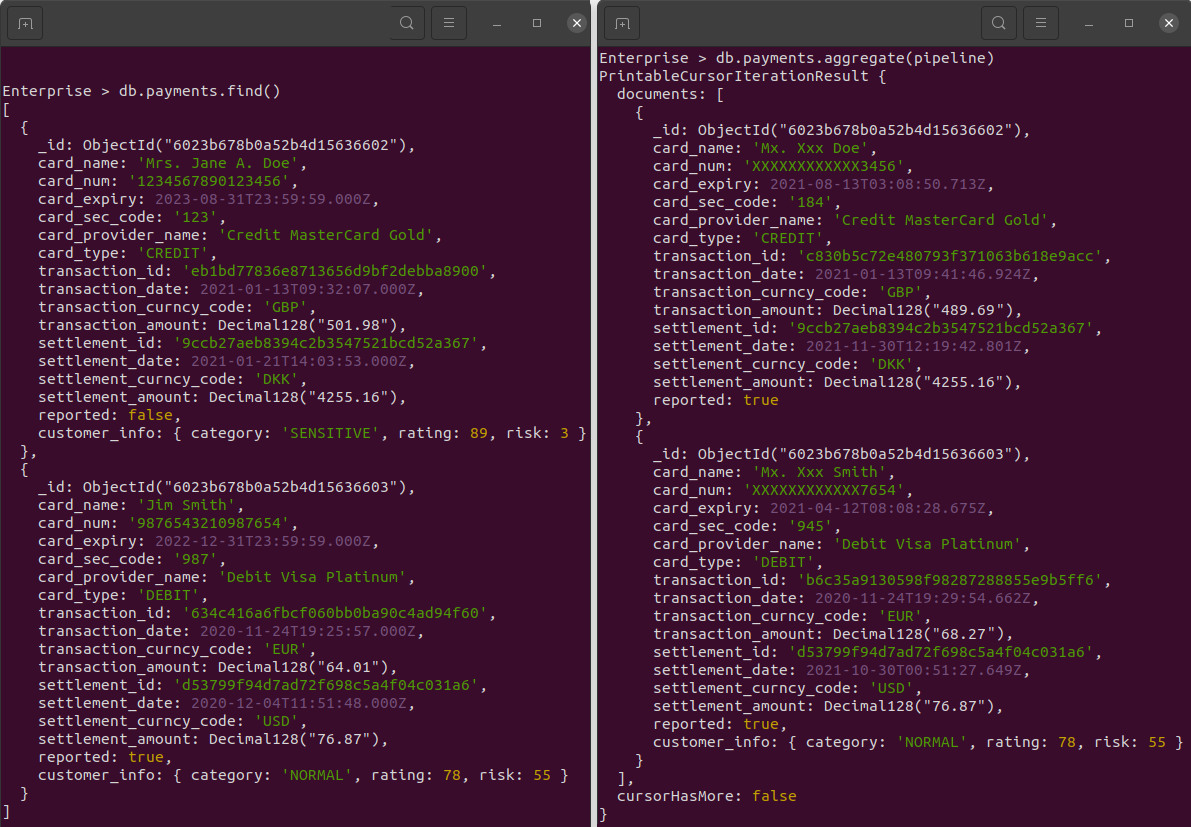 Enterprise > db.payments.find()
[
  {
    _id: ObjectId("6023b678b0a52b4d15636602"),
    card_name: 'Mrs. Jane A. Doe',
    card_num: '1234567890123456',
    card_expiry: 2023-08-31T23:59:59.000Z,
    card_sec_code: '123',
    card_provider_name: 'Credit MasterCard Gold',
    card_type: 'CREDIT',
    transaction_id: 'eb1bd77836e8713656d9bf2debba8900',
    transaction_date: 2021-01-13T09:32:07.000Z,
    transaction_curncy_code: 'GBP',
    transaction_amount: Decimal128("501.98"),
    settlement_id: '9ccb27aeb8394c2b3547521bcd52a367',
    settlement_date: 2021-01-21T14:03:53.000Z,
    settlement_curncy_code: 'DKK',
    settlement_amount: Decimal128("4255.16"),
    reported: false,
    customer_info: { category: 'SENSITIVE', rating: 89, risk: 3 }
  },
  {
    _id: ObjectId("6023b678b0a52b4d15636603"),
    card_name: 'Jim Smith',
    card_num: '9876543210987654',
    card_expiry: 2022-12-31T23:59:59.000Z,
    card_sec_code: '987',
    card_provider_name: 'Debit Visa Platinum',
    card_type: 'DEBIT',
    transaction_id: '634c416a6fbcf060bb0ba90c4ad94f60',
    transaction_date: 2020-11-24T19:25:57.000Z,
    transaction_curncy_code: 'EUR',
    transaction_amount: Decimal128("64.01"),
    settlement_id: 'd53799f94d7ad72f698c5a4f04c031a6',
    settlement_date: 2020-12-04T11:51:48.000Z,
    settlement_curncy_code: 'USD',
    settlement_amount: Decimal128("76.87"),
    reported: true,
    customer_info: { category: 'NORMAL', rating: 78, risk: 55 }
  }
]
Enterprise > db.payments.aggregate(pipeline)
PrintableCursorIterationResult {
  documents: [
    {
      _id: ObjectId("6023b678b0a52b4d15636602"),
      card_name: 'Mx. Xxx Doe',
      card_num: 'XXXXXXXXXXXX3456',
      card_expiry: 2021-08-13T03:08:50.713Z,
      card_sec_code: '184',
      card_provider_name: 'Credit MasterCard Gold',
      card_type: 'CREDIT',
      transaction_id: 'c830b5c72e480793f371063b618e9acc',
      transaction_date: 2021-01-13T09:41:46.924Z,
      transaction_curncy_code: 'GBP',
      transaction_amount: Decimal128("489.69"),
      settlement_id: '9ccb27aeb8394c2b3547521bcd52a367',
      settlement_date: 2021-11-30T12:19:42.801Z,
      settlement_curncy_code: 'DKK',
      settlement_amount: Decimal128("4255.16"),
      reported: true
    },
    {
      _id: ObjectId("6023b678b0a52b4d15636603"),
      card_name: 'Mx. Xxx Smith',
      card_num: 'XXXXXXXXXXXX7654',
      card_expiry: 2021-04-12T08:08:28.675Z,
      card_sec_code: '945',
      card_provider_name: 'Debit Visa Platinum',
      card_type: 'DEBIT',
      transaction_id: 'b6c35a9130598f98287288855e9b5ff6',
      transaction_date: 2020-11-24T19:29:54.662Z,
      transaction_curncy_code: 'EUR',
      transaction_amount: Decimal128("68.27"),
      settlement_id: 'd53799f94d7ad72f698c5a4f04c031a6',
      settlement_date: 2021-10-30T00:51:27.649Z,
      settlement_curncy_code: 'USD',
      settlement_amount: Decimal128("76.87"),
      reported: true,
      customer_info: { category: 'NORMAL', rating: 78, risk: 55 }
    }
  ],
  cursorHasMore: false
}